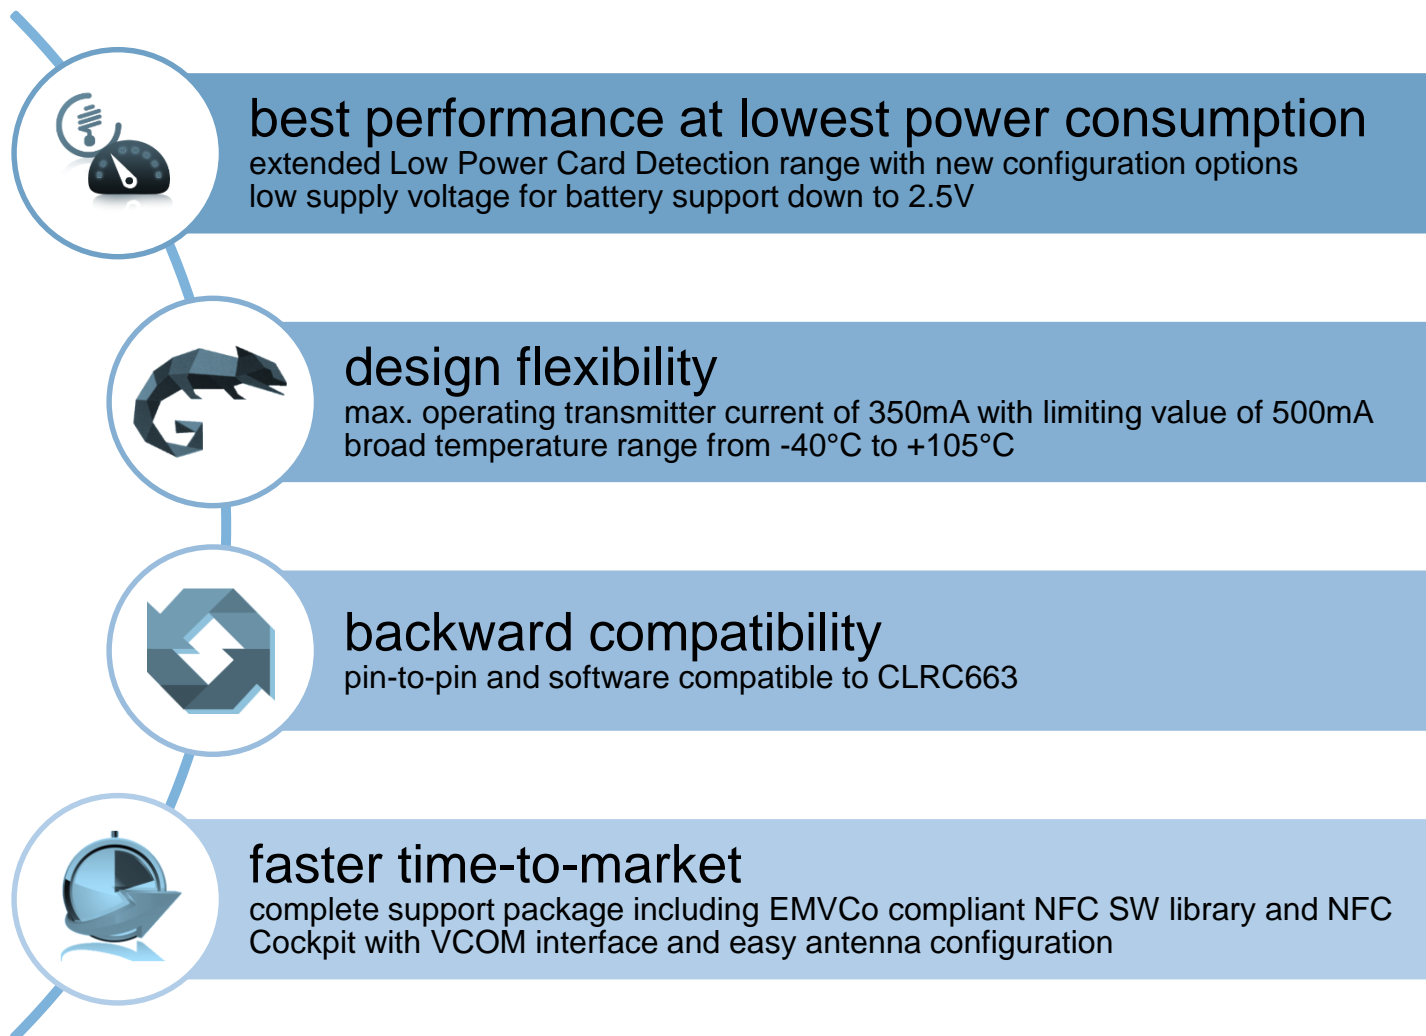 best performance at lowest power consumption
extended Low Power Card Detection range with new configuration options
low supply voltage for battery support down to 2.5V
design flexibility
max. operating transmitter current of 350mA with limiting value of 500mA
broad temperature range from -40°C to +105°C
backward compatibility
pin-to-pin and software compatible to CLRC663
faster time-to-market
complete support package including EMVCo compliant NFC SW library and NFC
Cockpit with VCOM interface and easy antenna configuration